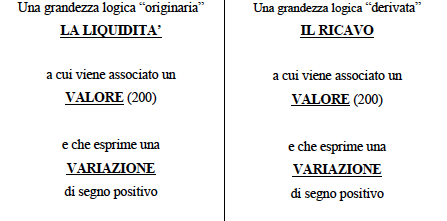 Una grandezza logica “originaria”
LA LIQUIDITA’
a cui viene associato un
VALORE (200)
e che esprime una
VARIAZIONE
di segno positivo
Una grandezza logica “derivata”
IL RICAVO
a cui viene associato un
VALORE (200)
e che esprime una
VARIAZIONE
di segno positivo